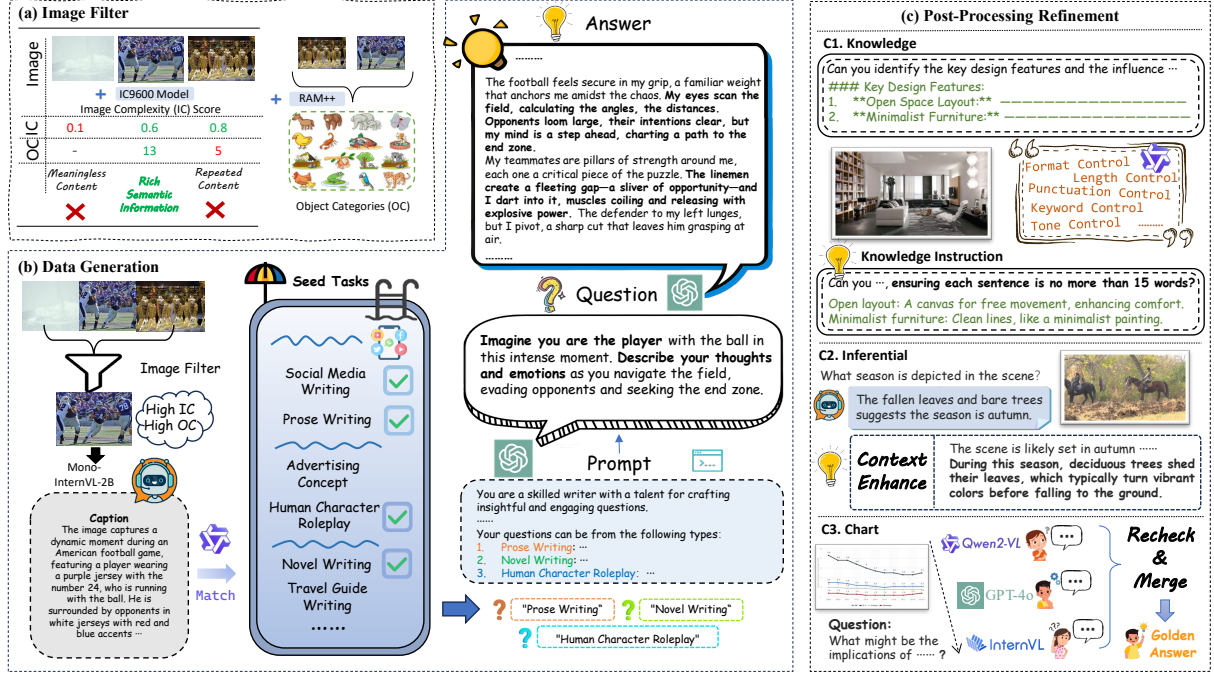 (a) Image Filter
Image
+ IC9600 Model
Image Complexity (IC) Score
IC
0.1
0.6
0.8
OC
-
13
5
Meaningless
Content
Rich
Semantic
Information
Repeated
Content
+ RAM++
Object Categories (OC)
(b) Data Generation
Image Filter
High IC
High OC
Mono-
InternVL-2B
Caption
The image captures a
dynamic moment during an
American football game,
featuring a player wearing
a purple jersey with the
number 24, who is running
with the ball. He is
surrounded by opponents in
white jerseys with red and
blue accents ...
Match
Seed Tasks
Social Media
Writing
Prose Writing
Advertising
Concept
Human Character
Roleplay
Novel Writing
Travel Guide
Writing
......
Answer
.........
The football feels secure in my grip, a familiar weight
that anchors me amidst the chaos. My eyes scan the
field, calculating the angles, the distances.
Opponents loom large, their intentions clear, but
my mind is a step ahead, charting a path to the
end zone.
My teammates are pillars of strength around me,
each one a critical piece of the puzzle. The linemen
create a fleeting gap—a sliver of opportunity—and
I dart into it, muscles coiling and releasing with
explosive power. The defender to my left lunges,
but I pivot, a sharp cut that leaves him grasping at
air.
.........
Question
Imagine you are the player with the ball in
this intense moment. Describe your thoughts
and emotions as you navigate the field,
evading opponents and seeking the end zone.
Prompt
You are a skilled writer with a talent for crafting
insightful and engaging questions.
......
Your questions can be from the following types:
1. Prose Writing: ...
2. Novel Writing: ...
3. Human Character Roleplay: ...
? "Prose Writing"
? "Novel Writing"
? "Human Character Roleplay"
(c) Post-Processing Refinement
C1. Knowledge
Can you identify the key design features and the influence ...
### Key Design Features:
1. **Open Space Layout:** ——————————
2. **Minimalist Furniture:** ——————————
Format Control
Length Control
Punctuation Control
Keyword Control
Tone Control .........
Knowledge Instruction
Can you ..., ensuring each sentence is no more than 15 words?
Open layout: A canvas for free movement, enhancing comfort.
Minimalist furniture: Clean lines, like a minimalist painting.
C2. Inferential
What season is depicted in the scene?
The fallen leaves and bare trees
suggests the season is autumn.
Context
Enhance
The scene is likely set in autumn ......
During this season, deciduous trees shed
their leaves, which typically turn vibrant
colors before falling to the ground.
C3. Chart
Question:
What might be the
implications of ...... ?
Qwen2-VL
GPT-4o
InternVL
Recheck
&
Merge
Golden
Answer